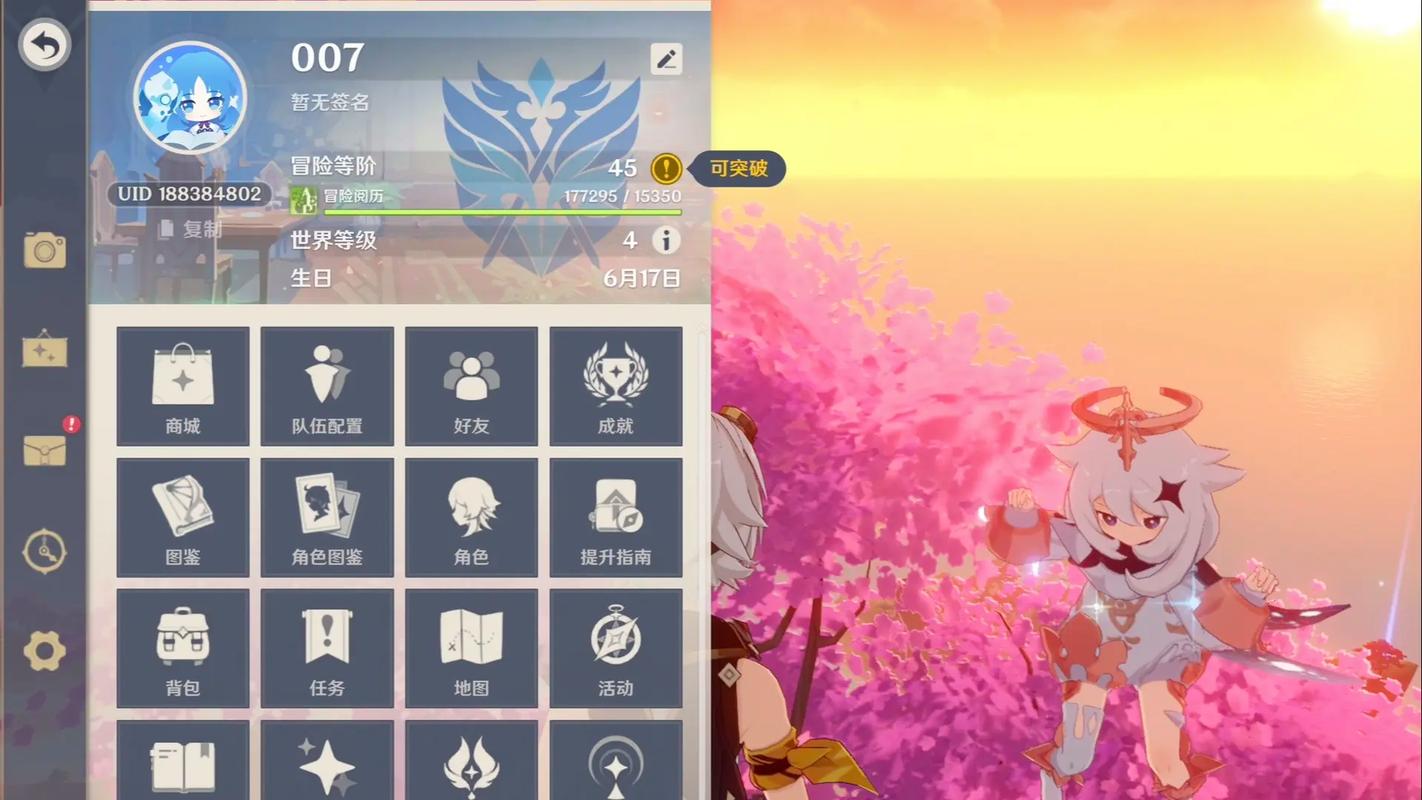 007
暂无签名
冒险等阶 45
可突破
冒险阅历 177295 / 15350
UID 188384802
复制
世界等级 4
生日 6月17日
商城 队伍配置 好友 成就
图鉴 角色图鉴 角色 提升指南
背包 任务 地图 活动